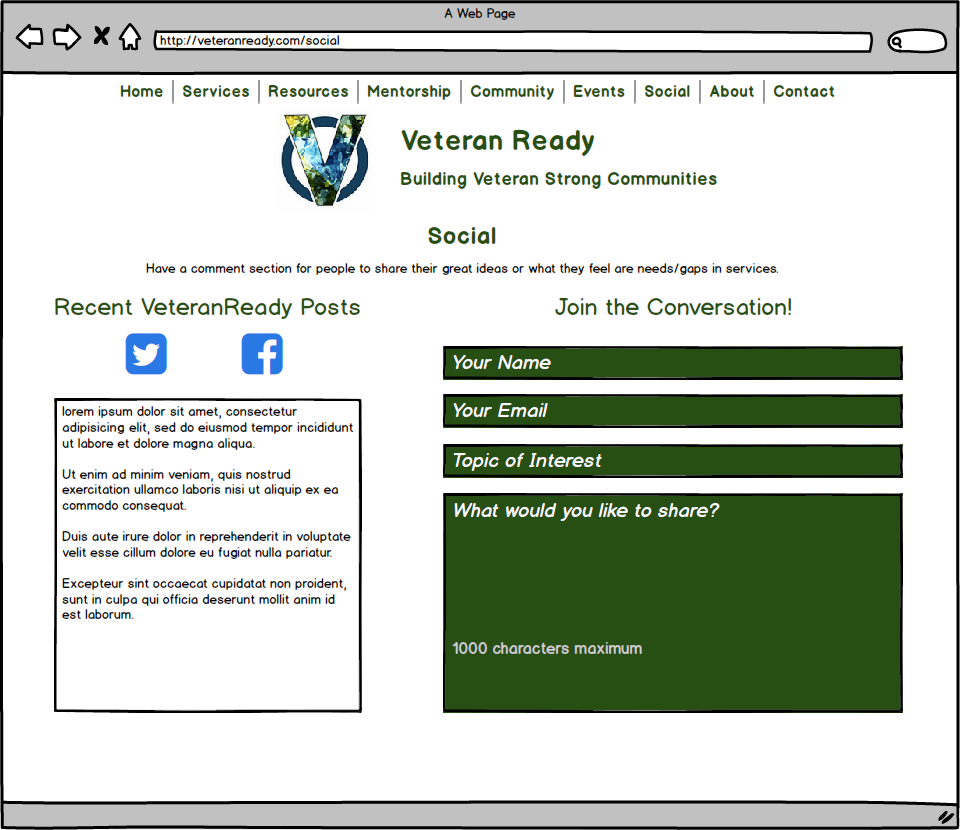 A Web Page
http://veteranready.com/social
Home Services Resources Mentorship Community Events Social About Contact
Veteran Ready
Building Veteran Strong Communities
Social
Have a comment section for people to share their great ideas or what they feel are needs/gaps in services.
Recent VeteranReady Posts
lorem ipsum dolor sit amet, consectetur
adipisicing elit, sed do eiusmod tempor incididunt
ut labore et dolore magna aliqua.
Ut enim ad minim veniam, quis nostrud
exercitation ullamco laboris nisi ut aliquip ex ea
commodo consequat.
Duis aute irure dolor in reprehenderit in voluptate
velit esse cillum dolore eu fugiat nulla pariatur.
Excepteur sint occaecat cupidatat non proident,
sunt in culpa qui officia deserunt mollit anim id
est laborum.
Join the Conversation!
Your Name
Your Email
Topic of Interest
What would you like to share?
1000 characters maximum